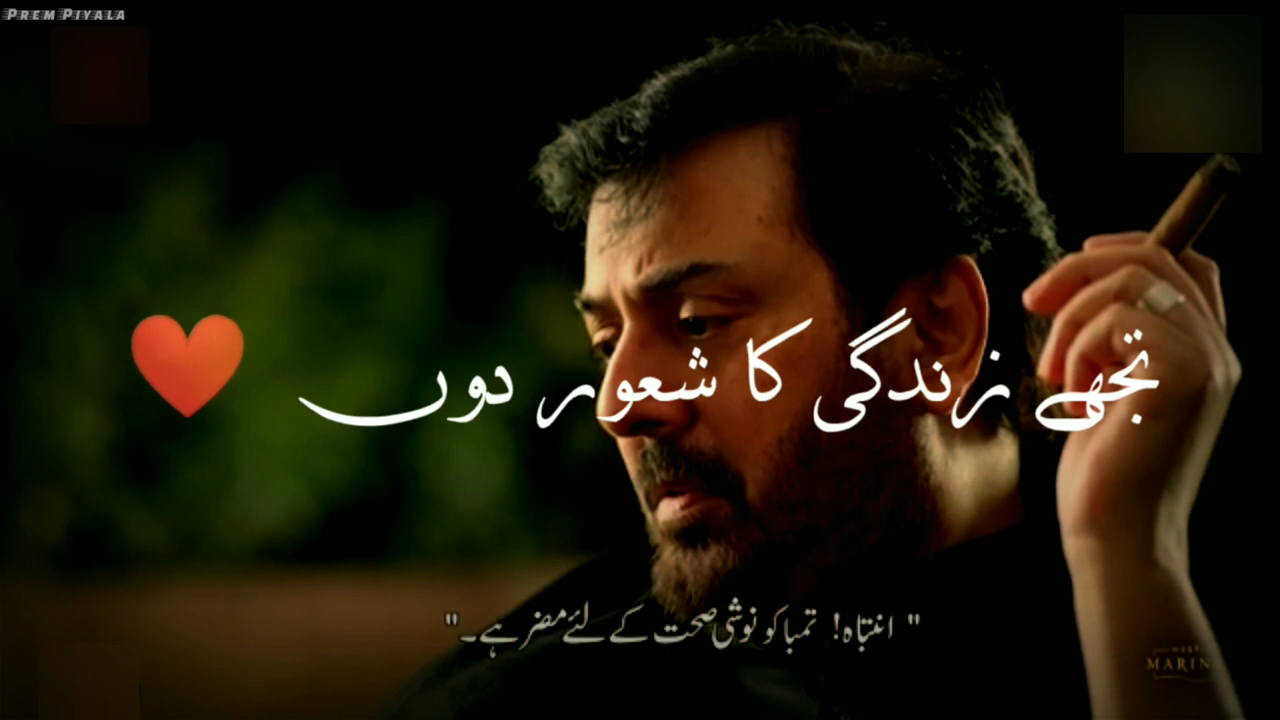 PREM PIYALA
تجھے زندگی کا شعور دوں ❤️
" انتباہ! تمباکو نوشی صحت کے لئے مضر ہے۔"
MARIN